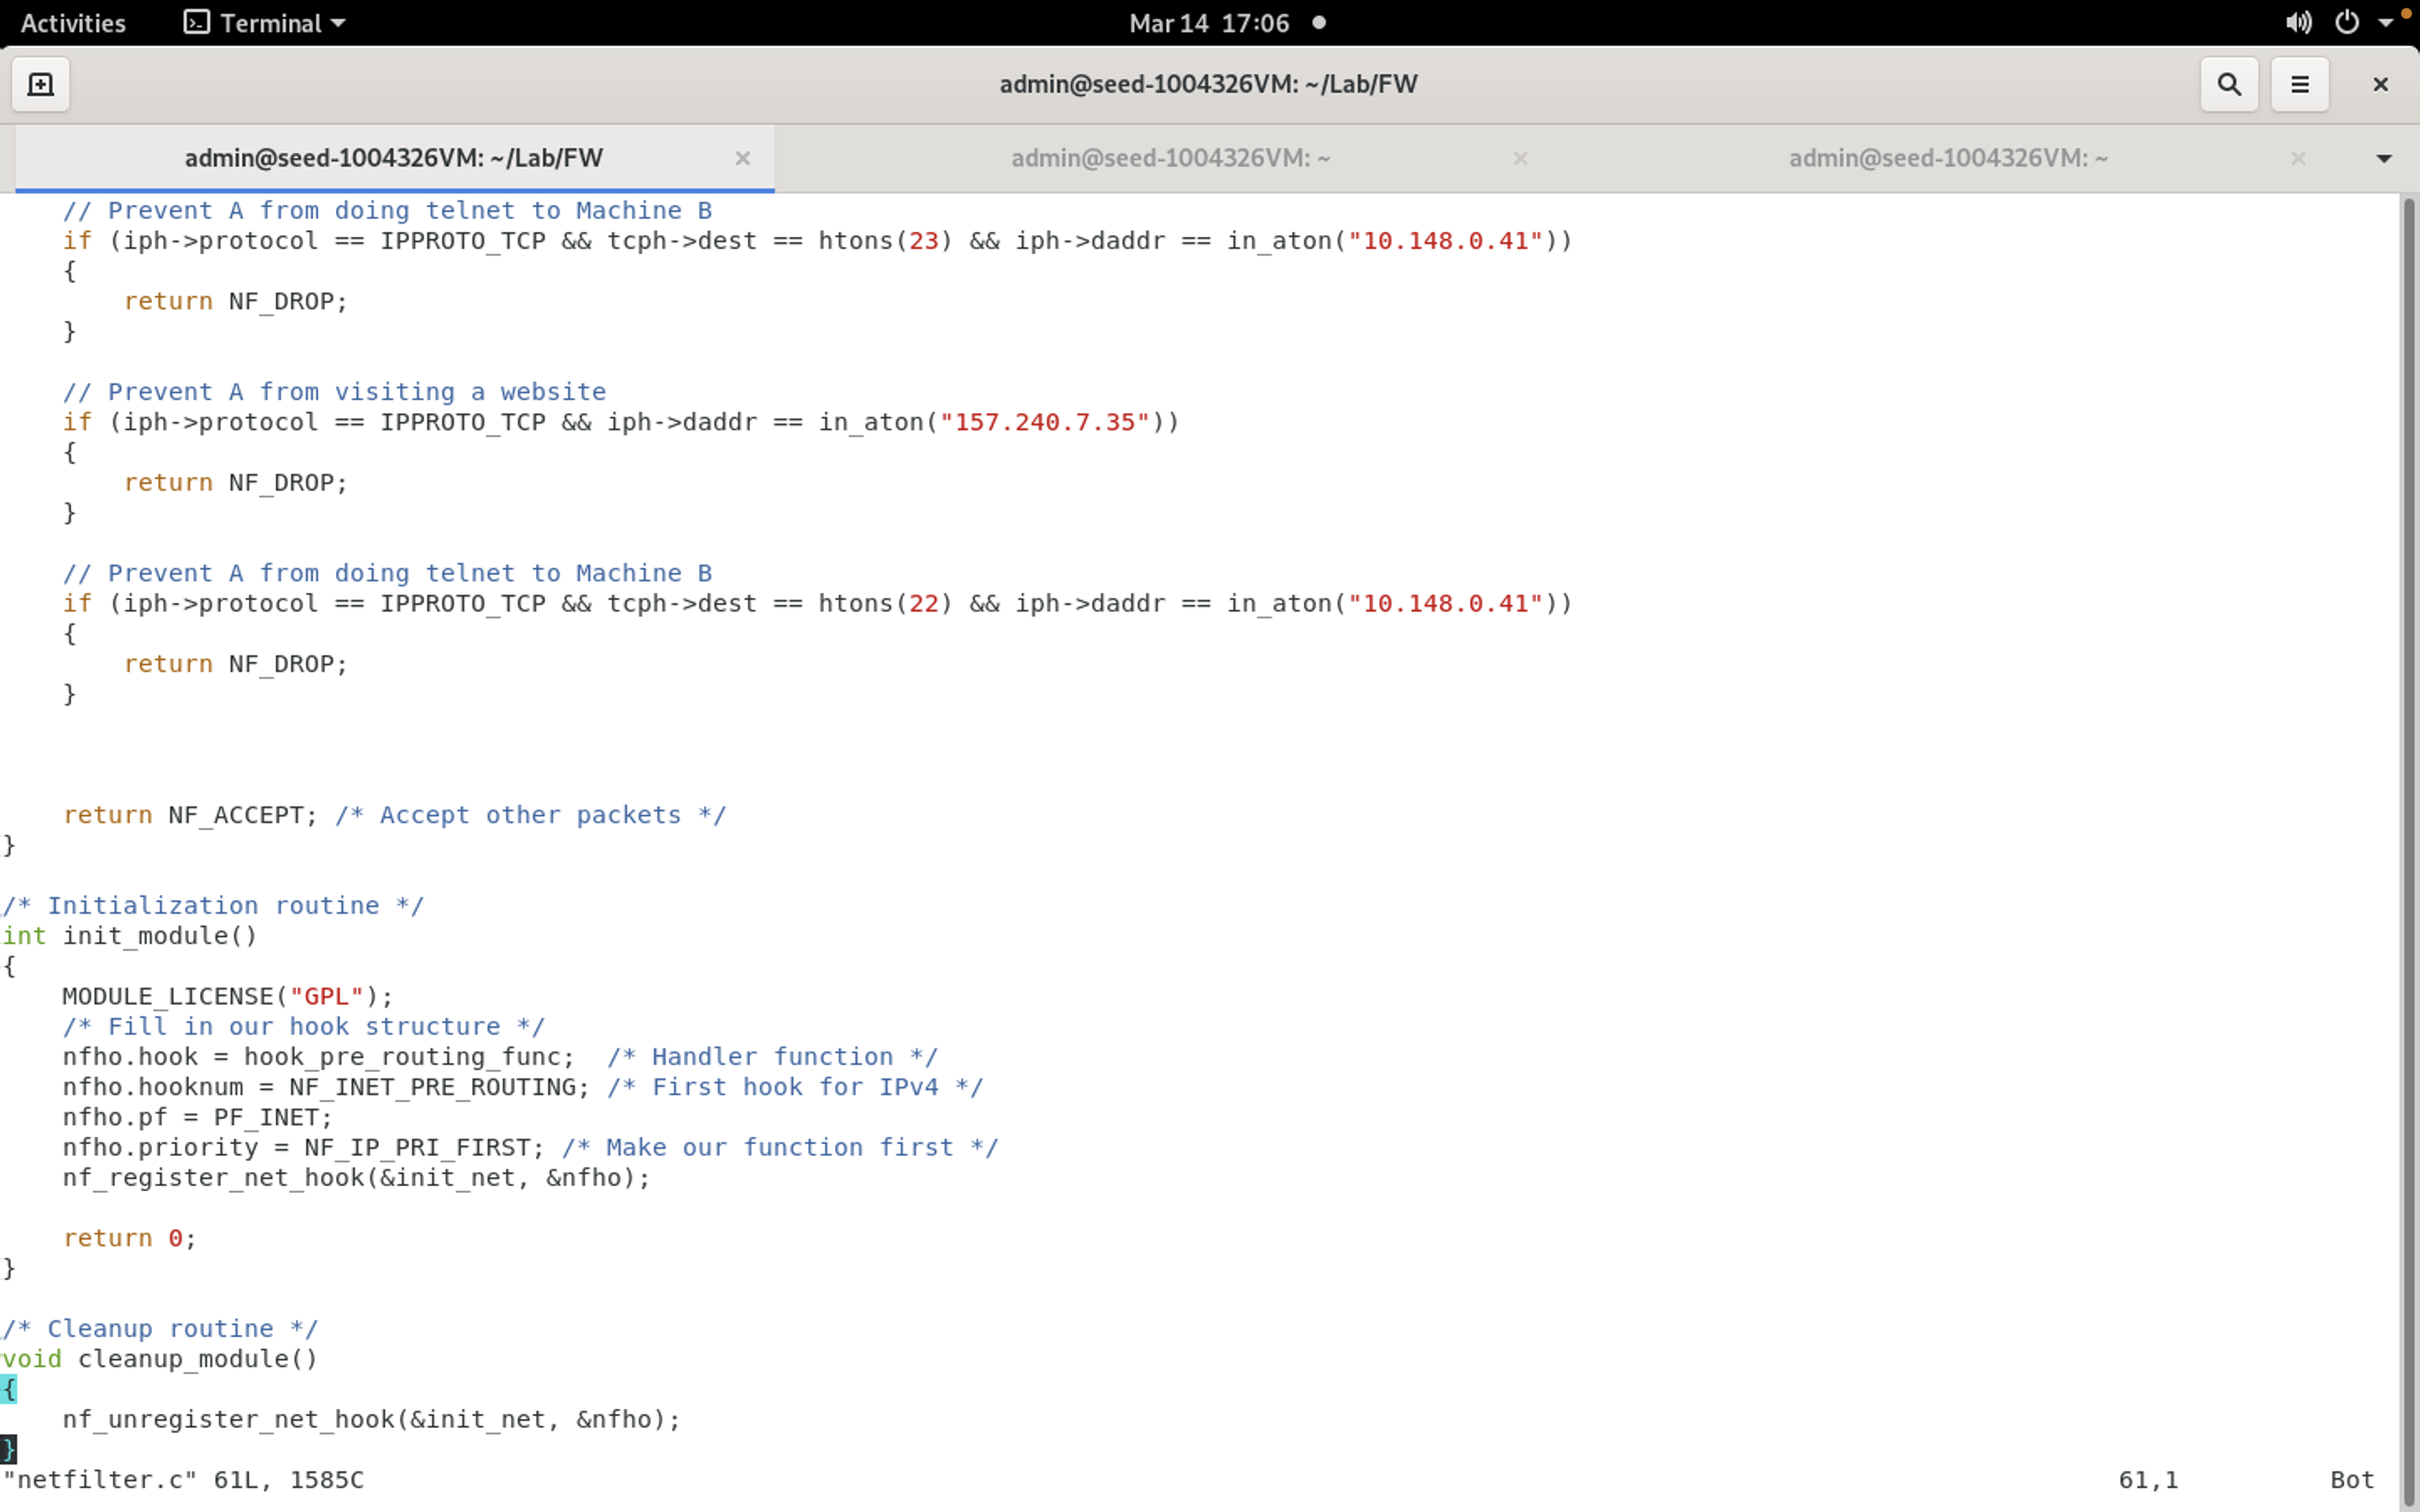 Activities Terminal Mar 14 17:06
admin@seed-1004326VM: ~/Lab/FW
admin@seed-1004326VM: ~/Lab/FW admin@seed-1004326VM: ~ admin@seed-1004326VM: ~
    // Prevent A from doing telnet to Machine B
    if (iph->protocol == IPPROTO_TCP && tcph->dest == htons(23) && iph->daddr == in_aton("10.148.0.41"))
    {
        return NF_DROP;
    }
    // Prevent A from visiting a website
    if (iph->protocol == IPPROTO_TCP && iph->daddr == in_aton("157.240.7.35"))
    {
        return NF_DROP;
    }
    // Prevent A from doing telnet to Machine B
    if (iph->protocol == IPPROTO_TCP && tcph->dest == htons(22) && iph->daddr == in_aton("10.148.0.41"))
    {
        return NF_DROP;
    }
    return NF_ACCEPT; /* Accept other packets */
}
/* Initialization routine */
int init_module()
{
    MODULE_LICENSE("GPL");
    /* Fill in our hook structure */
    nfho.hook = hook_pre_routing_func;  /* Handler function */
    nfho.hooknum = NF_INET_PRE_ROUTING; /* First hook for IPv4 */
    nfho.pf = PF_INET;
    nfho.priority = NF_IP_PRI_FIRST; /* Make our function first */
    nf_register_net_hook(&init_net, &nfho);
    return 0;
}
/* Cleanup routine */
void cleanup_module()
{
    nf_unregister_net_hook(&init_net, &nfho);
}
"netfilter.c" 61L, 1585C 61,1 Bot